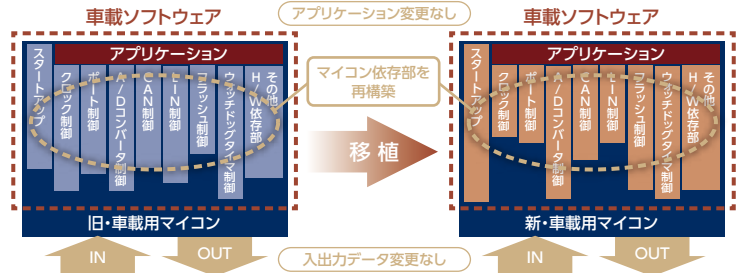 車載ソフトウェア
アプリケーション変更なし
車載ソフトウェア
スタートアップ
アプリケーション
クロック制御
ポート制御
A/Dコンバータ制御
CAN制御
LIN制御
フラッシュ制御
ウォッチドッグタイマ制御
その他
H/W依存部
旧・車載用マイコン
IN
OUT
マイコン依存部を
再構築
移植
入出力データ変更なし
スタートアップ
アプリケーション
クロック制御
ポート制御
A/Dコンバータ制御
CAN制御
LIN制御
フラッシュ制御
ウォッチドッグタイマ制御
その他
H/W依存部
新・車載用マイコン
IN
OUT